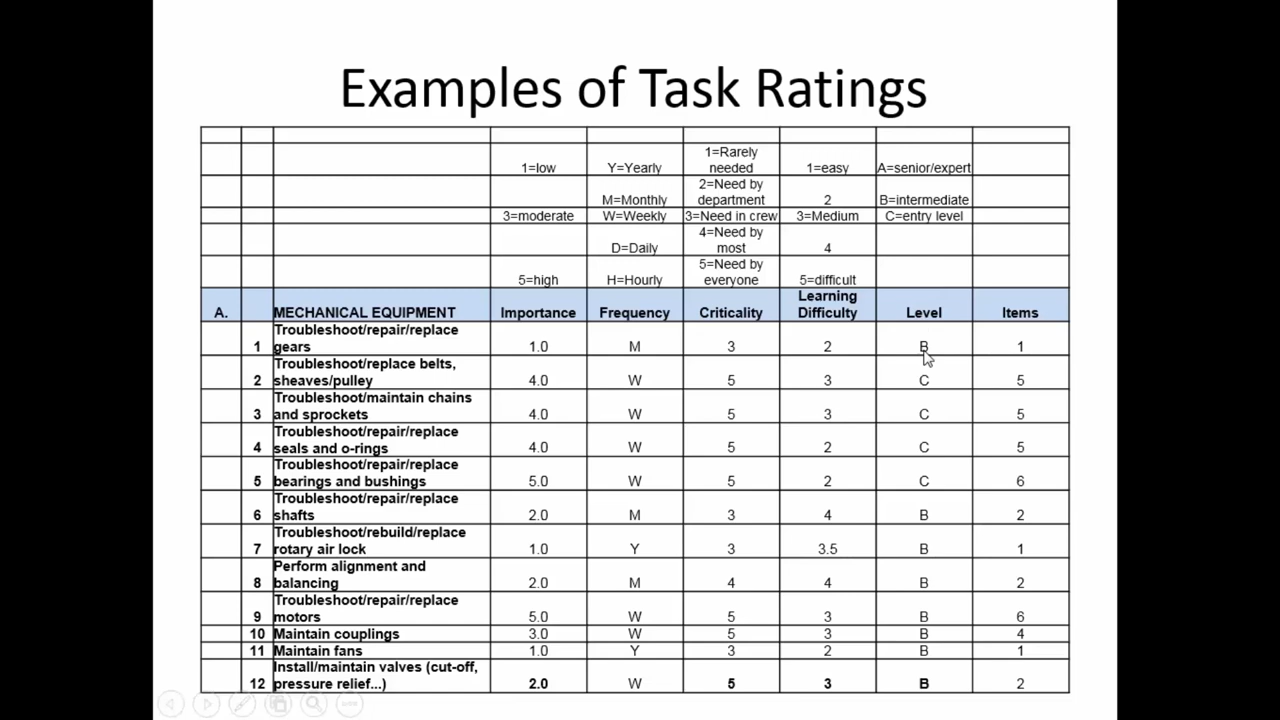 Examples of Task Ratings
1=low Y=Yearly 1=Rarely needed 1=easy A=senior/expert
M=Monthly 2=Need by department 2 B=intermediate
3=moderate W=Weekly 3=Need in crew 3=Medium C=entry level
D=Daily 4=Need by most 4
5=high H=Hourly 5=Need by everyone 5=difficult
A. MECHANICAL EQUIPMENT Importance Frequency Criticality Learning Difficulty Level Items
1 Troubleshoot/repair/replace gears 1.0 M 3 2 B 1
2 Troubleshoot/replace belts, sheaves/pulley 4.0 W 5 3 C 5
3 Troubleshoot/maintain chains and sprockets 4.0 W 5 3 C 5
4 Troubleshoot/repair/replace seals and o-rings 4.0 W 5 2 C 5
5 Troubleshoot/repair/replace bearings and bushings 5.0 W 5 2 C 6
6 Troubleshoot/repair/replace shafts 2.0 M 3 4 B 2
7 Troubleshoot/rebuild/replace rotary air lock 1.0 Y 3 3.5 B 1
8 Perform alignment and balancing 2.0 M 4 4 B 2
9 Troubleshoot/repair/replace motors 5.0 W 5 3 B 6
10 Maintain couplings 3.0 W 5 3 B 4
11 Maintain fans 1.0 Y 3 2 B 1
12 Install/maintain valves (cut-off, pressure relief...) 2.0 W 5 3 B 2